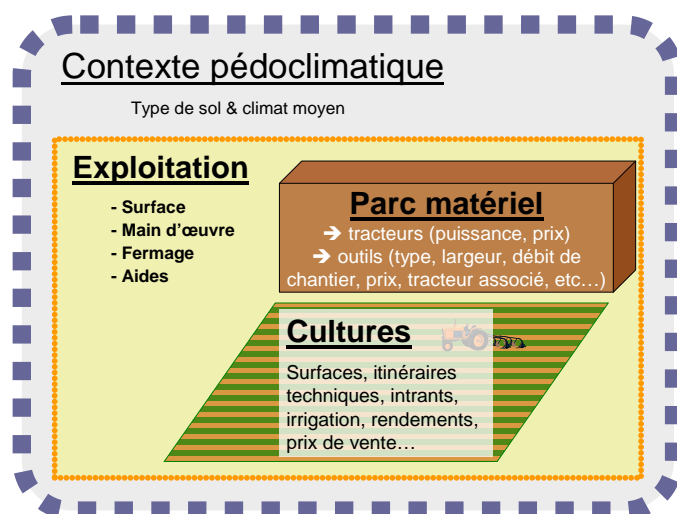 Contexte pédoclimatique
Type de sol & climat moyen
Exploitation
- Surface
- Main d'œuvre
- Fermage
- Aides
Parc matériel
➔ tracteurs (puissance, prix)
➔ outils (type, largeur, débit de
chantier, prix, tracteur associé, etc…)
Cultures
Surfaces, itinéraires
techniques, intrants,
irrigation, rendements,
prix de vente…